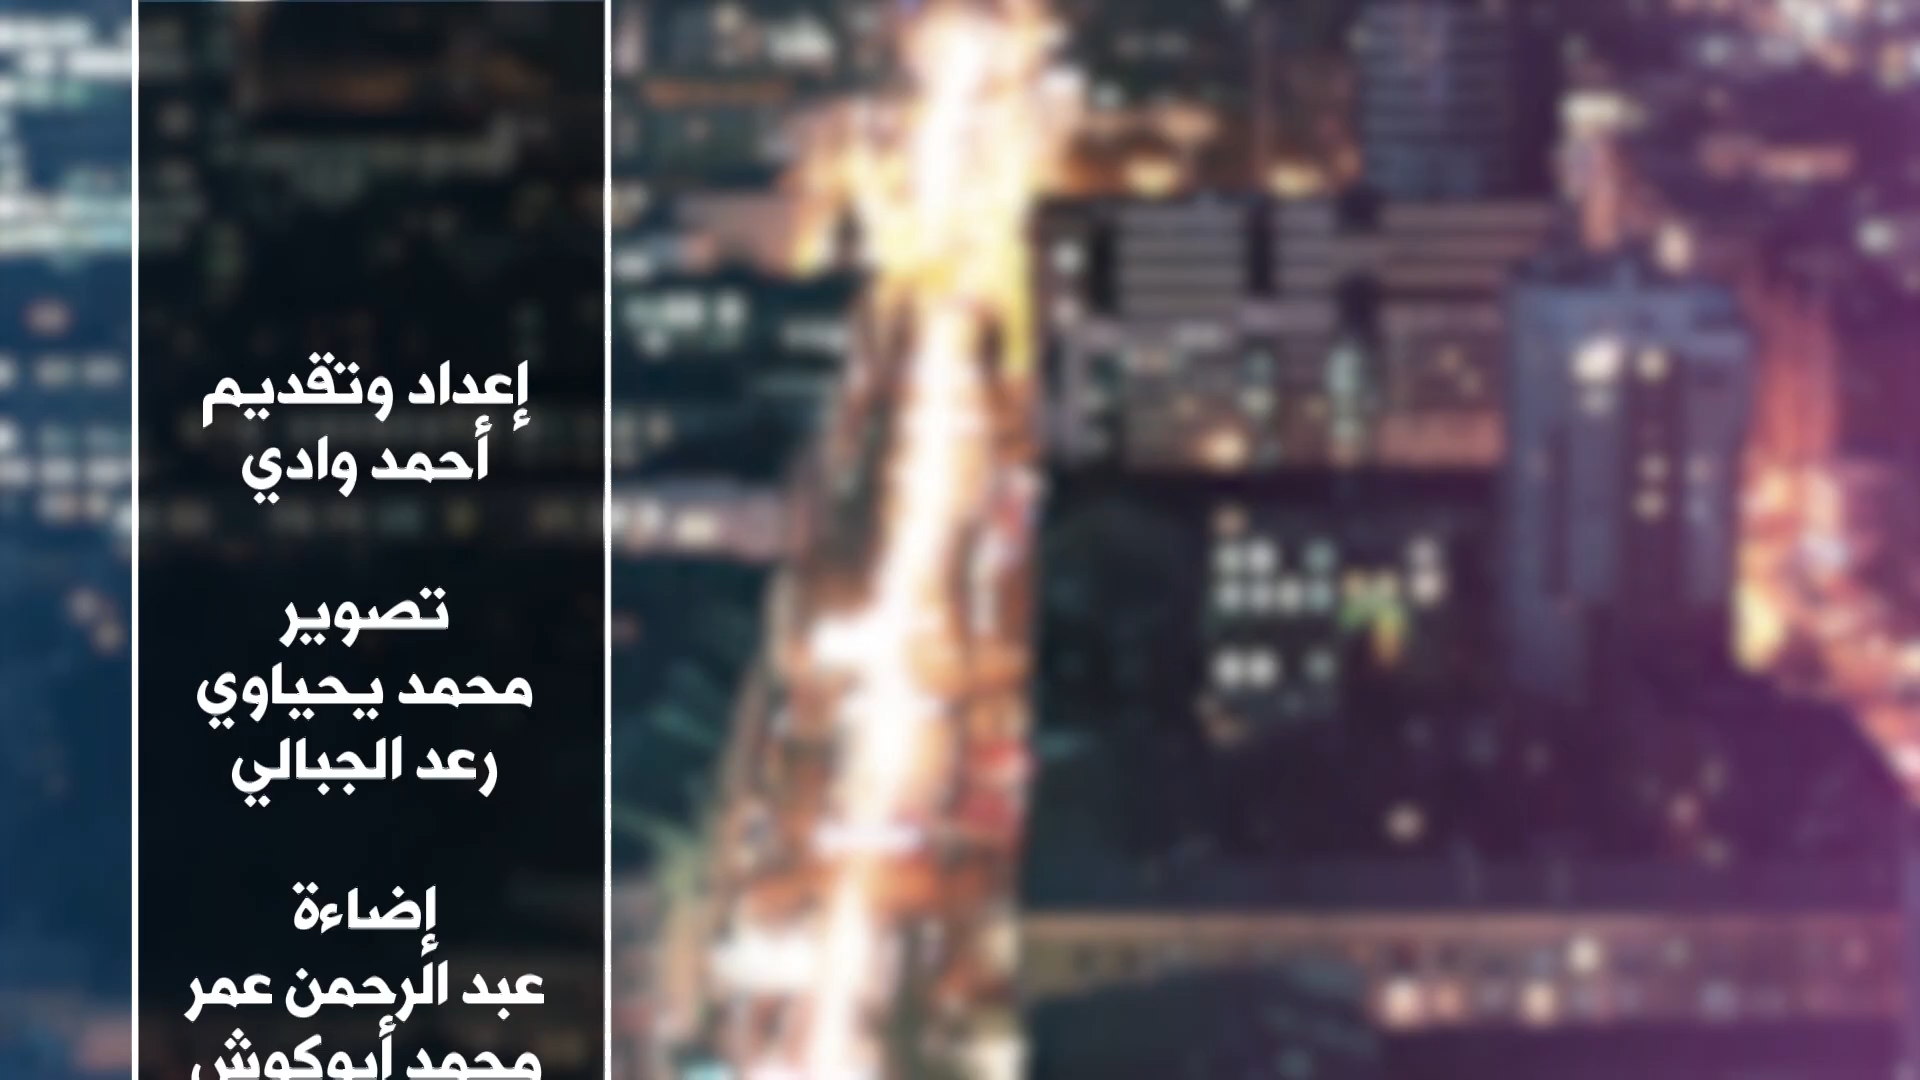 إعداد وتقديم
أحمد وادي
تصوير
محمد يحياوي
رعد الجبالي
إضاءة
عبد الرحمن عمر
محمد أبوكوش